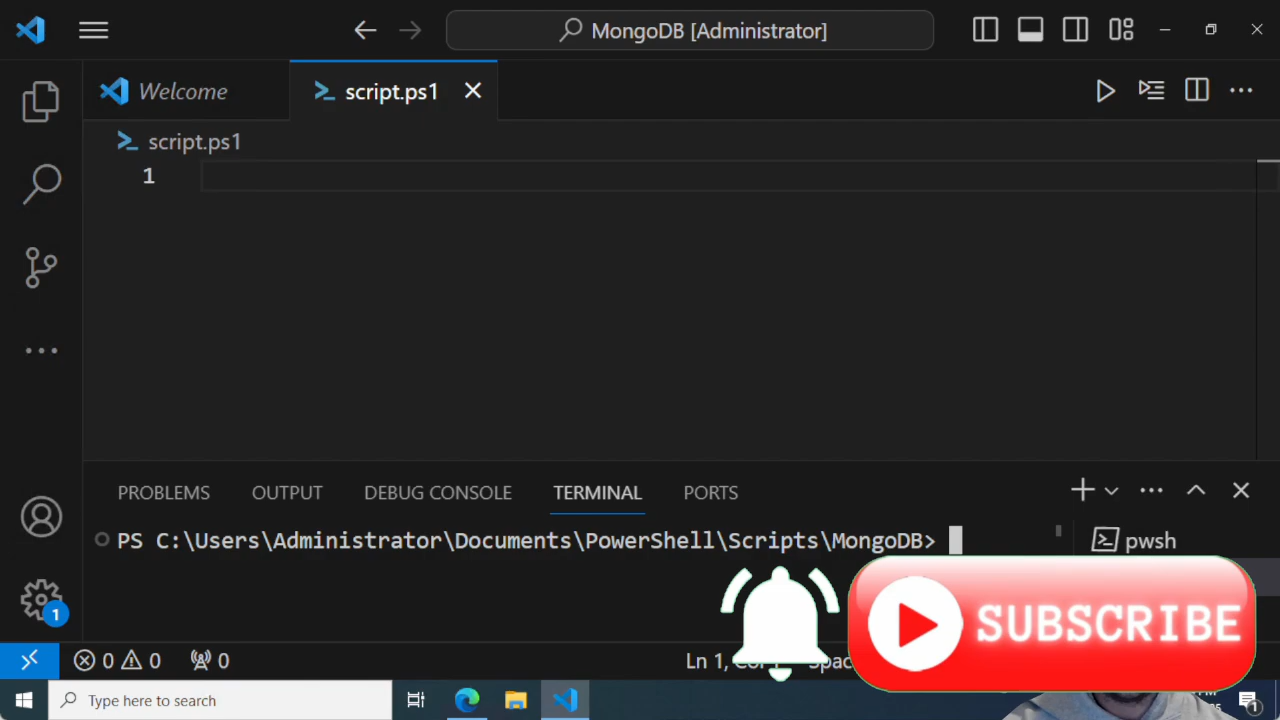 MongoDB [Administrator]
Welcome
script.ps1
script.ps1
1
PROBLEMS
OUTPUT
DEBUG CONSOLE
TERMINAL
PORTS
PS C:\Users\Administrator\Documents\PowerShell\Scripts\MongoDB>
pwsh
SUBSCRIBE
1
0
0
0
Ln 1,
Type here to search
1